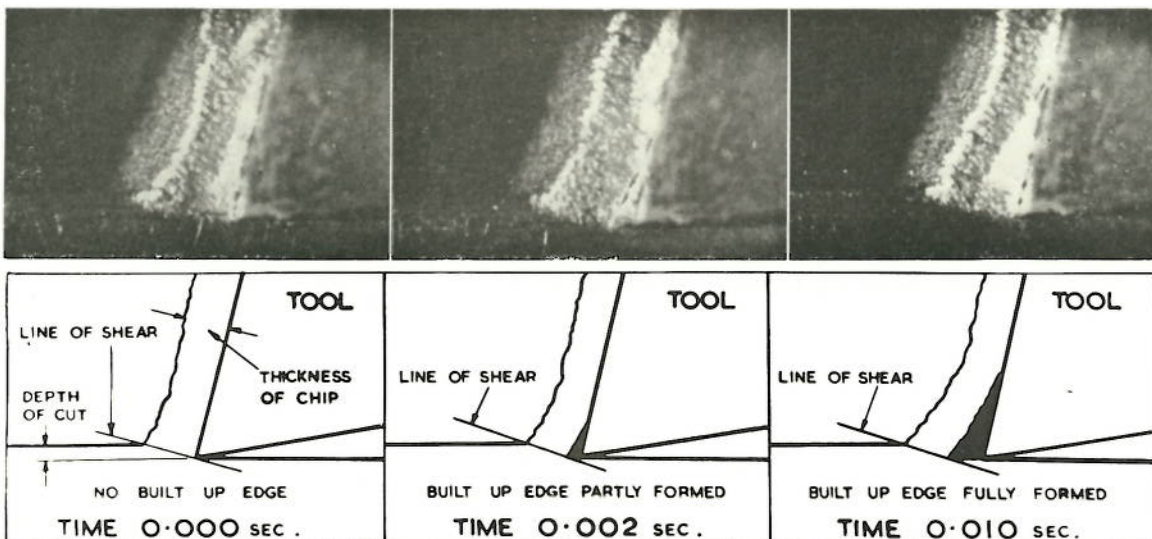 TOOL
LINE OF SHEAR
THICKNESS
OF CHIP
DEPTH
OF CUT
NO BUILT UP EDGE
TIME 0·000 SEC.
TOOL
LINE OF SHEAR
BUILT UP EDGE PARTLY FORMED
TIME 0·002 SEC.
TOOL
LINE OF SHEAR
BUILT UP EDGE FULLY FORMED
TIME 0·010 SEC.